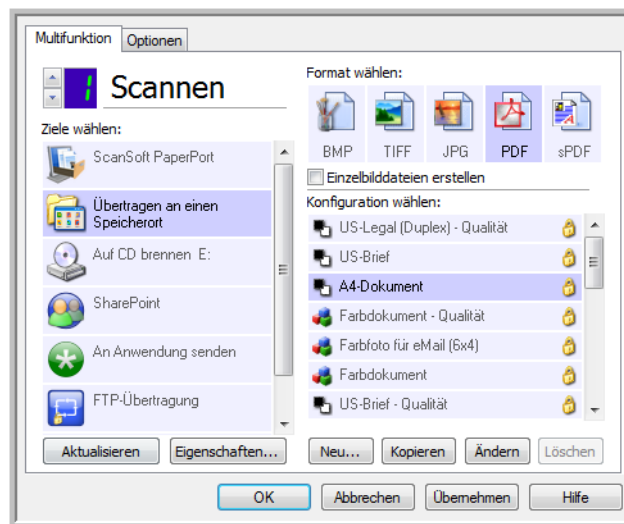 Multifunktion
Optionen
1
Scannen
Ziele wählen:
ScanSoft PaperPort
Übertragen an einen
Speicherort
Auf CD brennen E:
SharePoint
An Anwendung senden
FTP-Übertragung
Aktualisieren
Eigenschaften...
Format wählen:
BMP
TIFF
JPG
PDF
sPDF
Einzelbilddateien erstellen
Konfiguration wählen:
US-Legal (Duplex) - Qualität
US-Brief
A4-Dokument
Farbdokument - Qualität
Farbfoto für eMail (6x4)
Farbdokument
US-Brief - Qualität
Neu...
Kopieren
Ändern
Löschen
OK
Abbrechen
Übernehmen
Hilfe